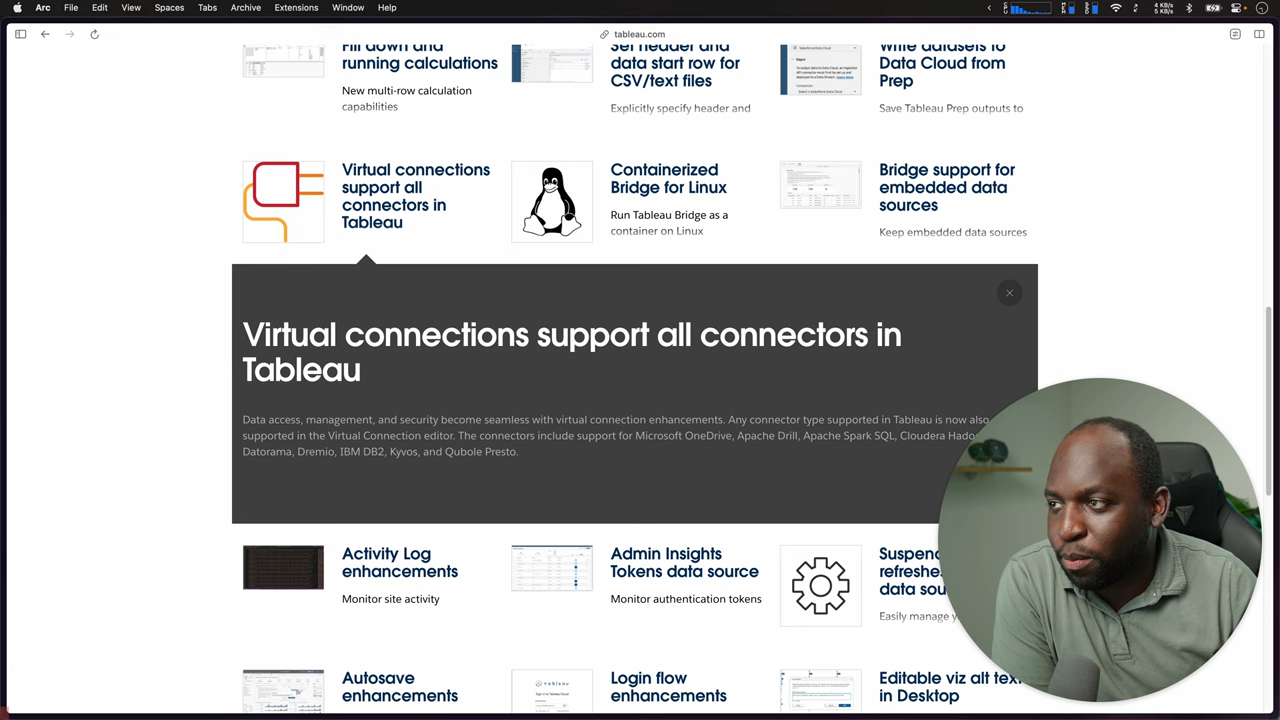 Arc File Edit View Spaces Tabs Archive Extensions Window Help
4 KB/s
5 KB/s
tableau.com
Fill down and
running calculations
New multi-row calculation
capabilities
Set header and
data start row for
CSV/text files
Explicitly specify header and
Write datasets to
Data Cloud from
Prep
Save Tableau Prep outputs to
Virtual connections
support all
connectors in
Tableau
Containerized
Bridge for Linux
Run Tableau Bridge as a
container on Linux
Bridge support for
embedded data
sources
Keep embedded data sources
Virtual connections support all connectors in
Tableau
Data access, management, and security become seamless with virtual connection enhancements. Any connector type supported in Tableau is now also
supported in the Virtual Connection editor. The connectors include support for Microsoft OneDrive, Apache Drill, Apache Spark SQL, Cloudera Hado
Datorama, Dremio, IBM DB2, Kyvos, and Qubole Presto.
Activity Log
enhancements
Monitor site activity
Admin Insights
Tokens data source
Monitor authentication tokens
Suspen
refreshe
data sou
Easily manage y
Autosave
enhancements
tableau
Login flow
enhancements
Editable viz alt text
in Desktop